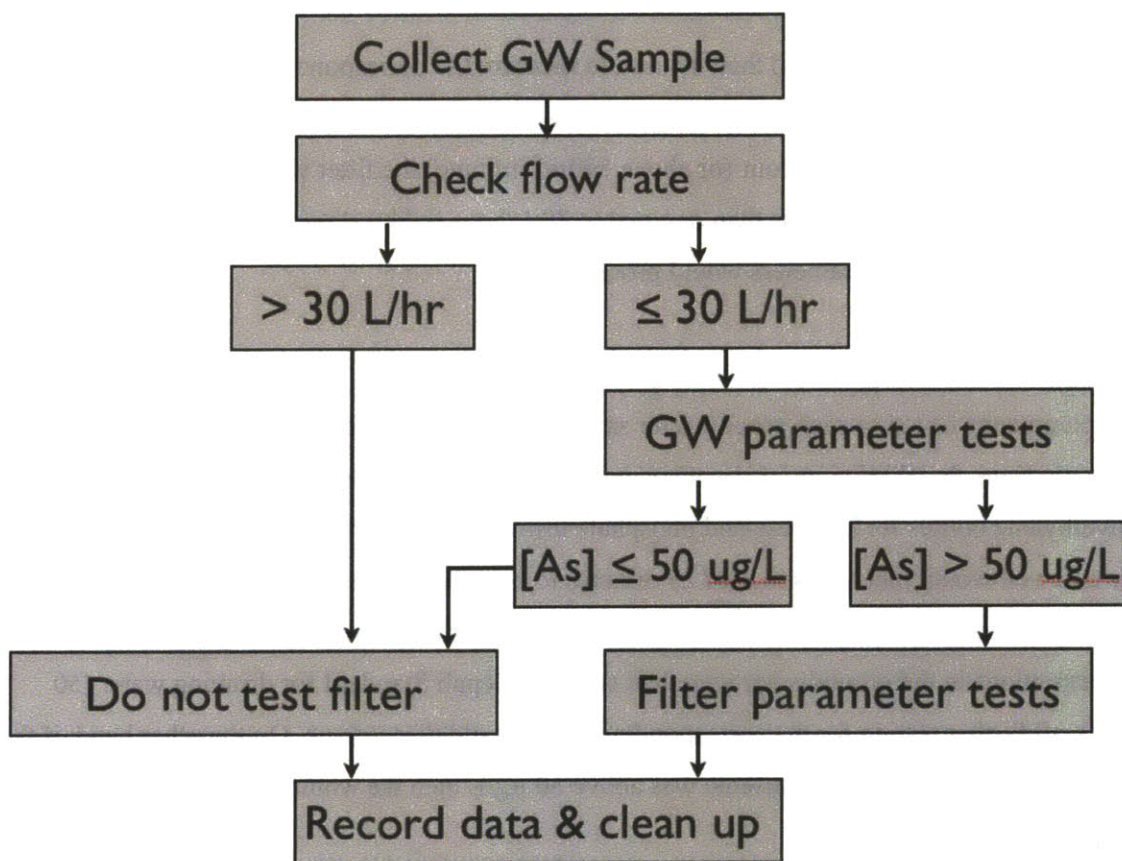 Collect GW Sample
Check flow rate
> 30 L/hr
≤ 30 L/hr
GW parameter tests
[As] ≤ 50 ug/L
[As] > 50 ug/L
Do not test filter
Filter parameter tests
Record data & clean up